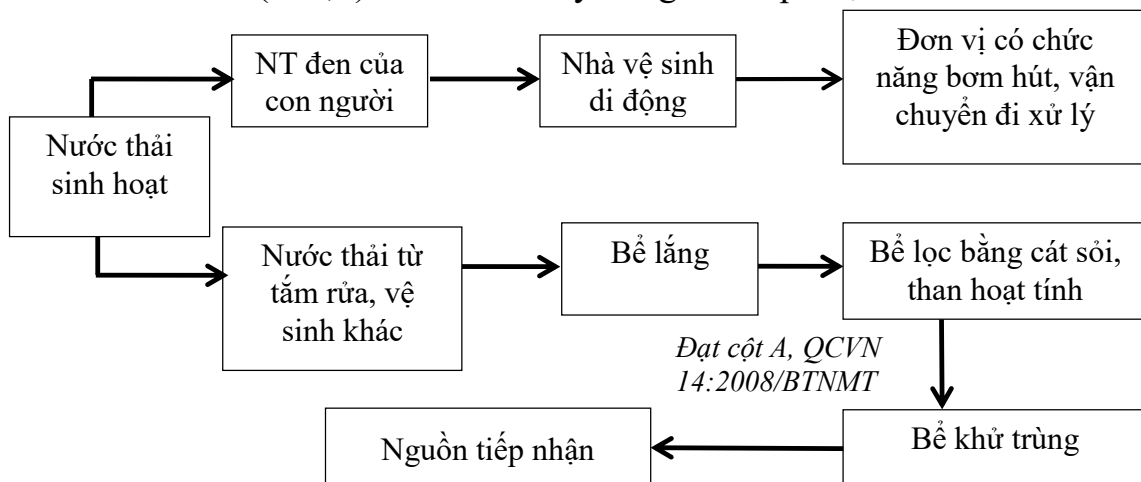 NT đen của
con người
Nhà vệ sinh
di động
Đơn vị có chức
năng bơm hút, vận
chuyển đi xử lý
Nước thải
sinh hoạt
Nước thải từ
tắm rửa, vệ
sinh khác
Bể lắng
Bể lọc bằng cát sỏi,
than hoạt tính
Đạt cột A, QCVN
14:2008/BTNMT
Bể khử trùng
Nguồn tiếp nhận